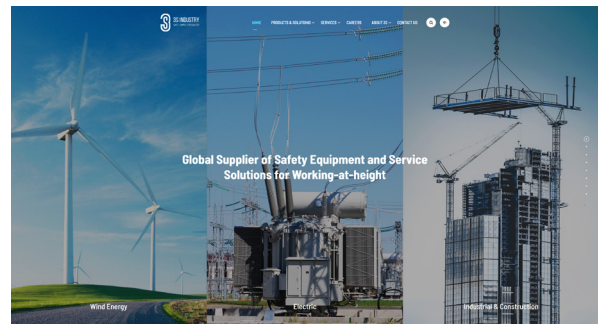 3S INDUSTRY
HOME PRODUCTS & SOLUTIONS SERVICES CAREERS ABOUT 3S CONTACT US
Global Supplier of Safety Equipment and Service
Solutions for Working-at-height
Wind Energy
Electric
Industrial & Construction